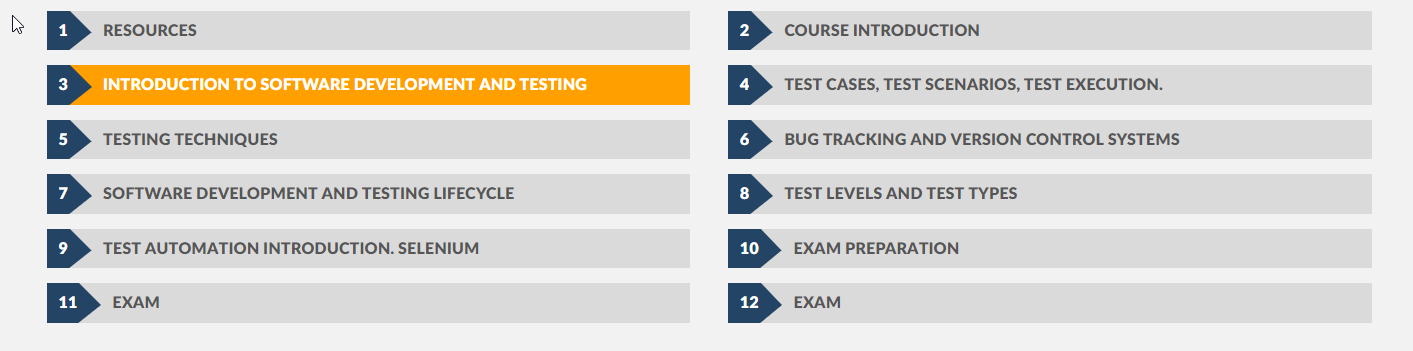 1 RESOURCES
2 COURSE INTRODUCTION
3 INTRODUCTION TO SOFTWARE DEVELOPMENT AND TESTING
4 TEST CASES, TEST SCENARIOS, TEST EXECUTION.
5 TESTING TECHNIQUES
6 BUG TRACKING AND VERSION CONTROL SYSTEMS
7 SOFTWARE DEVELOPMENT AND TESTING LIFECYCLE
8 TEST LEVELS AND TEST TYPES
9 TEST AUTOMATION INTRODUCTION. SELENIUM
10 EXAM PREPARATION
11 EXAM
12 EXAM